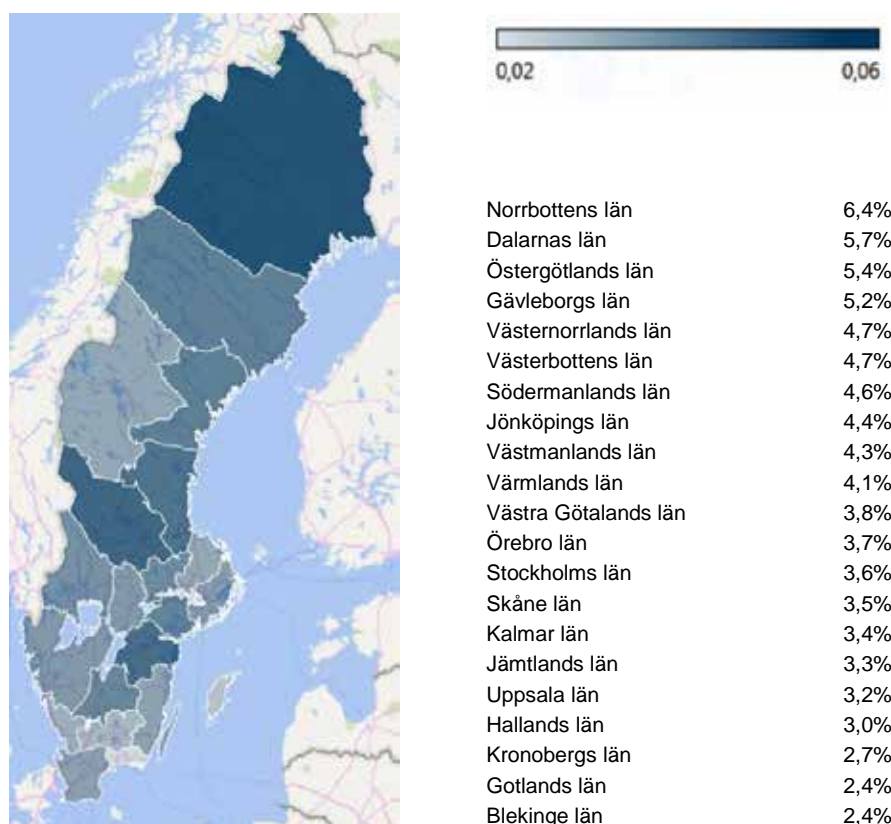 0,02 0,06
Norrbottens län 6,4%
Dalarnas län 5,7%
Östergötlands län 5,4%
Gävleborgs län 5,2%
Västernorrlands län 4,7%
Västerbottens län 4,7%
Södermanlands län 4,6%
Jönköpings län 4,4%
Västmanlands län 4,3%
Värmlands län 4,1%
Västra Götalands län 3,8%
Örebro län 3,7%
Stockholms län 3,6%
Skåne län 3,5%
Kalmar län 3,4%
Jämtlands län 3,3%
Uppsala län 3,2%
Hallands län 3,0%
Kronobergs län 2,7%
Gotlands län 2,4%
Blekinge län 2,4%